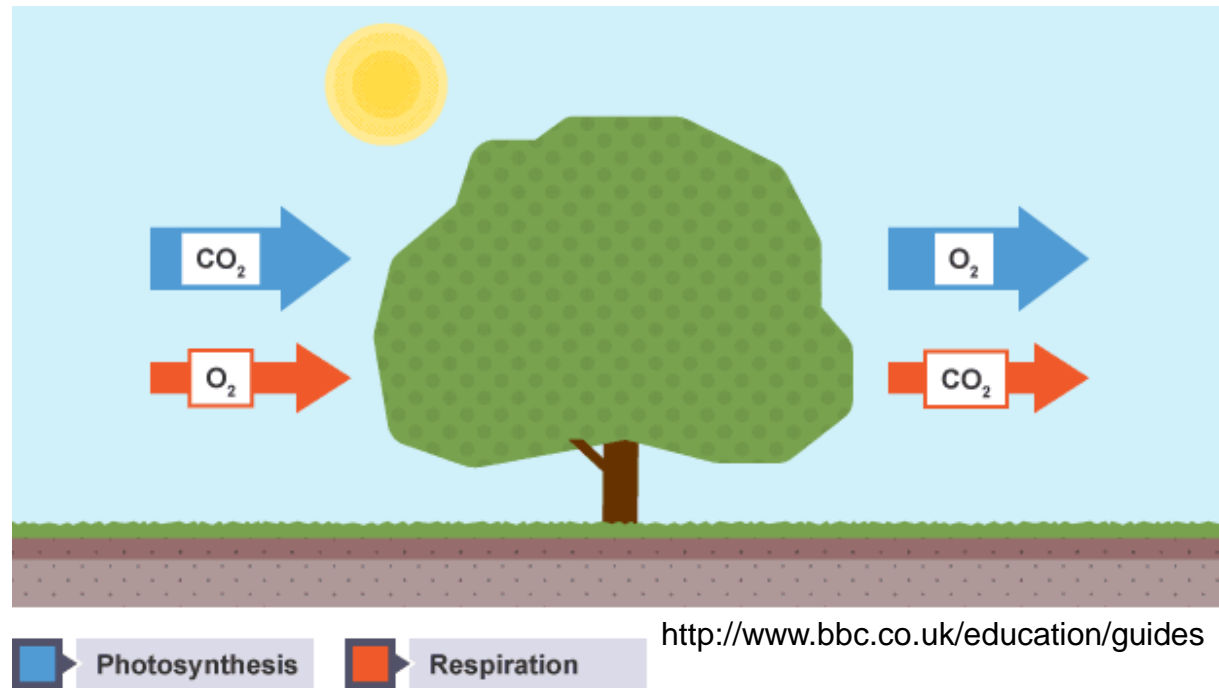 CO₂
O₂
O₂
CO₂
http://www.bbc.co.uk/education/guides
Photosynthesis
Respiration